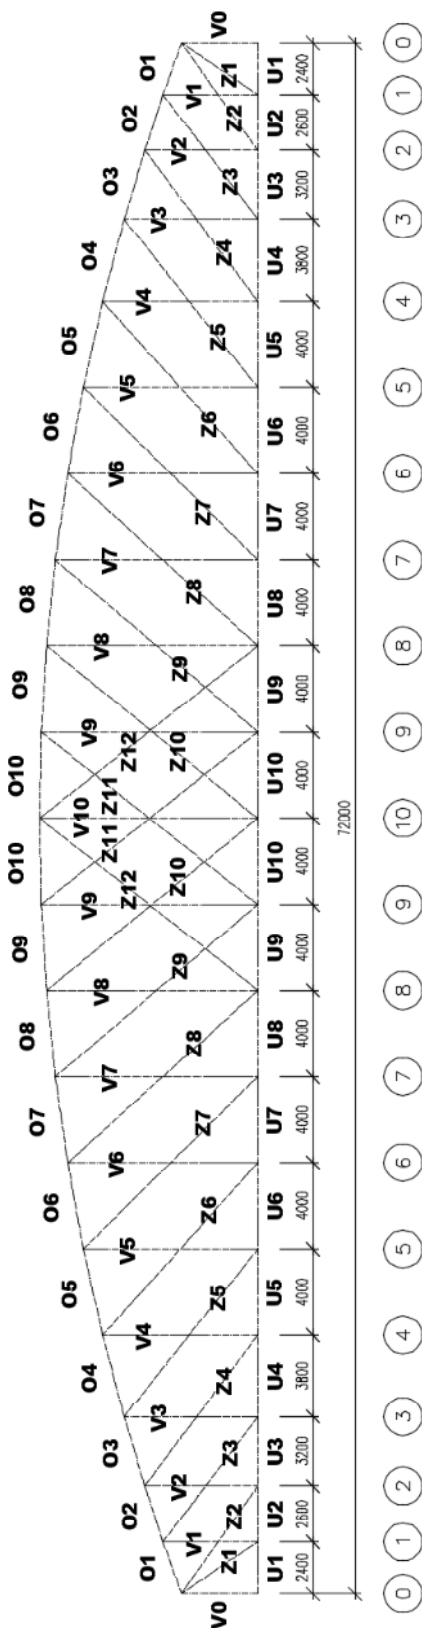 O1 O2 O3 O4 O5 O6 O7 O8 O9 O10 O10 O9 O8 O7 O6 O5 O4 O3 O2 O1
V0 V1 V2 V3 V4 V5 V6 V7 V8 V9 V10 V9 V8 V7 V6 V5 V4 V3 V2 V1 V0
Z12 Z11 Z11 Z12
Z1 Z2 Z3 Z4 Z5 Z6 Z7 Z8 Z9 Z10 Z10 Z9 Z8 Z7 Z6 Z5 Z4 Z3 Z2 Z1
U1 U2 U3 U4 U5 U6 U7 U8 U9 U10 U10 U9 U8 U7 U6 U5 U4 U3 U2 U1
2400 2600 3200 3800 4000 4000 4000 4000 4000 4000 4000 4000 4000 4000 4000 4000 3800 3200 2600 2400
72000
0 1 2 3 4 5 6 7 8 9 10 9 8 7 6 5 4 3 2 1 0